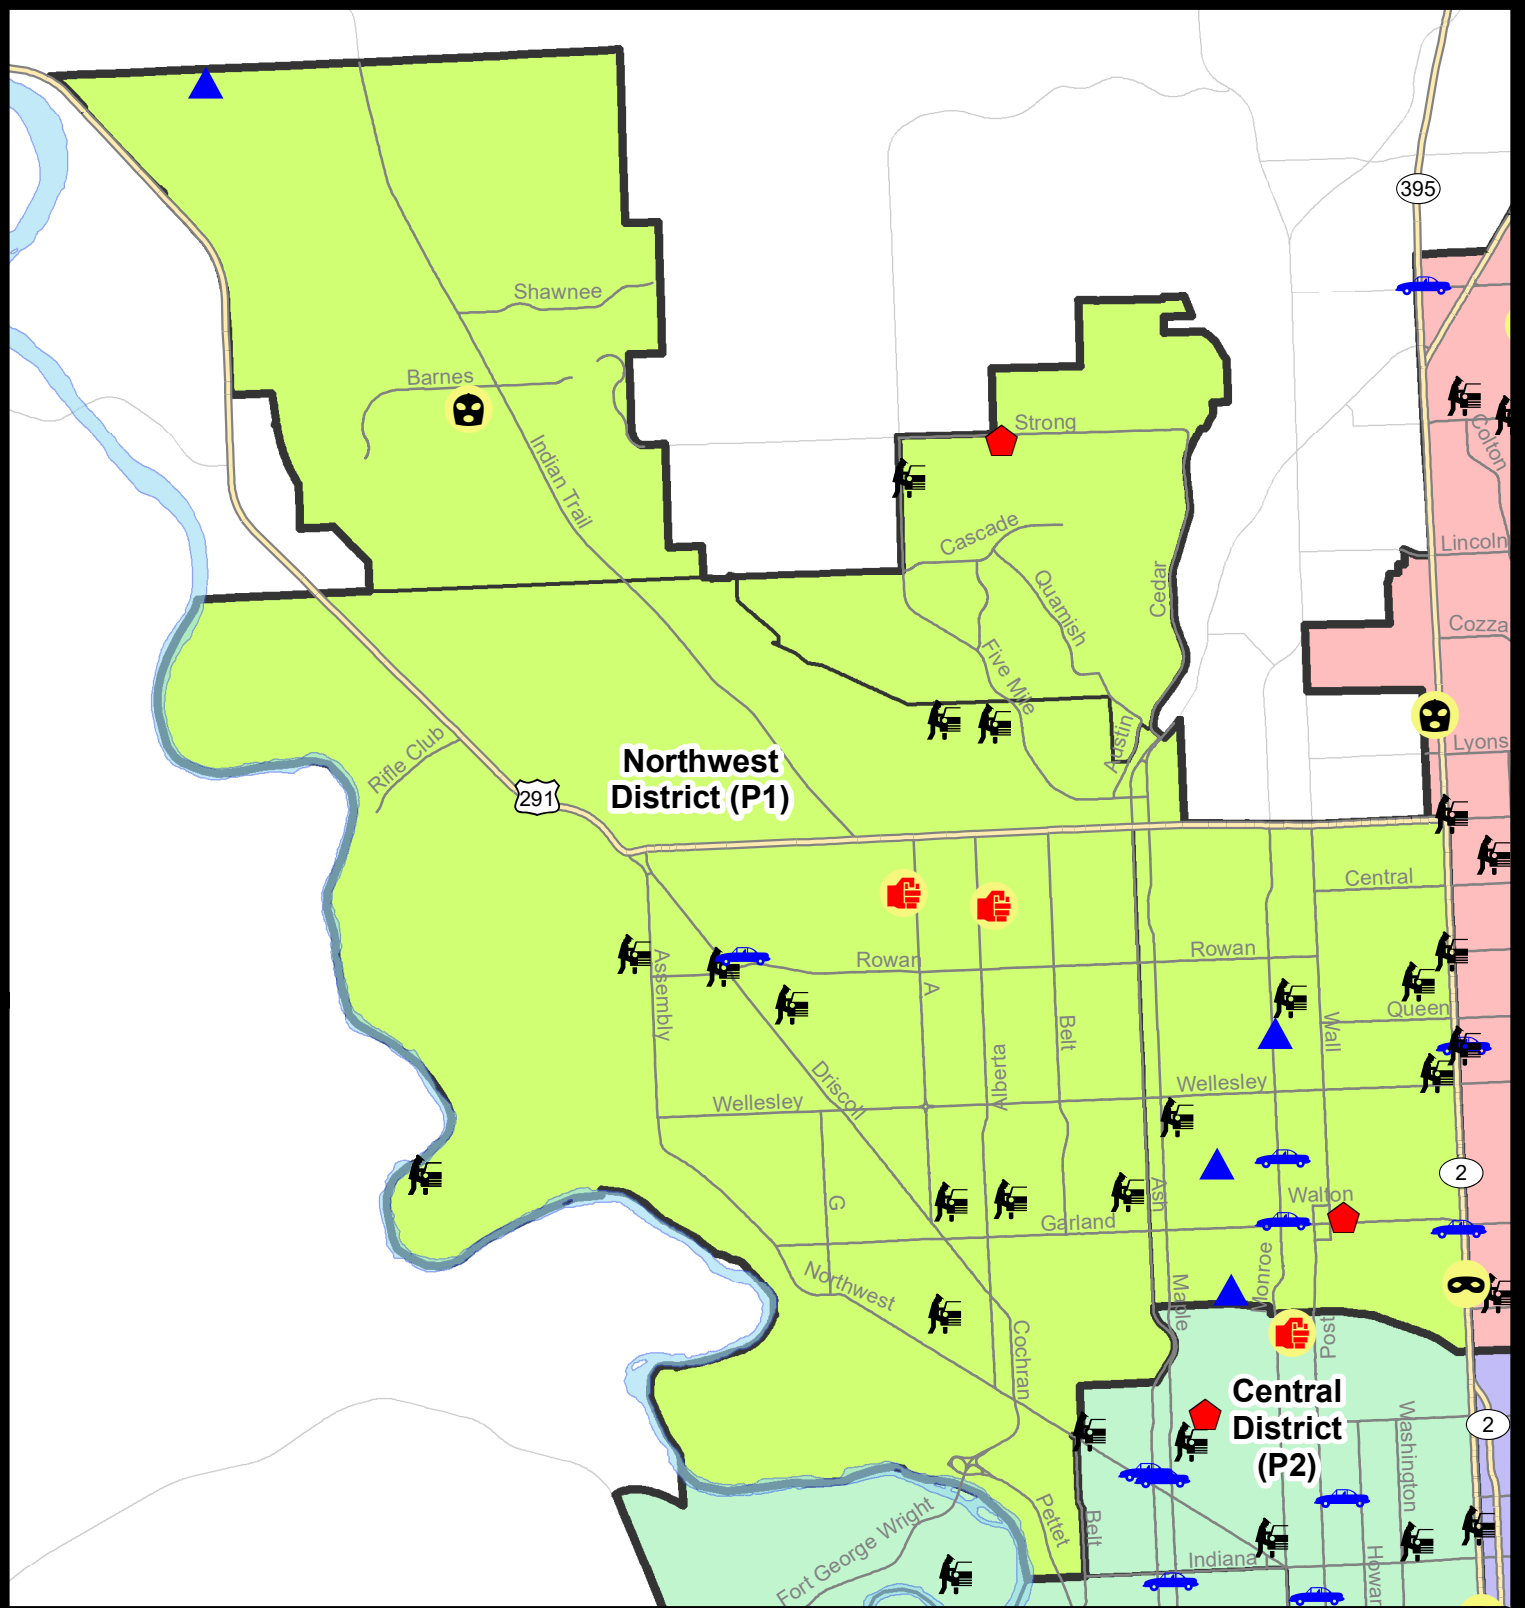 395
Shawnee
Barnes
Strong
Colton
Indian Trail
Cascade
Lincoln
Quamish
Cedar
Cozza
Five Mile
Rifle Club
Austin
Lyons
Northwest
District (P1)
291
Central
Rowan
Rowan
Assembly
A
Queen
Belt
Wall
Alberta
Driscoll
Wellesley
Wellesley
2
Ash
Walton
G
Garland
Northwest
Monroe
Maple
Post
Cochran
Central
District
(P2)
Washington
2
Pettet
Belt
Fort George Wright
Indiana
Howar